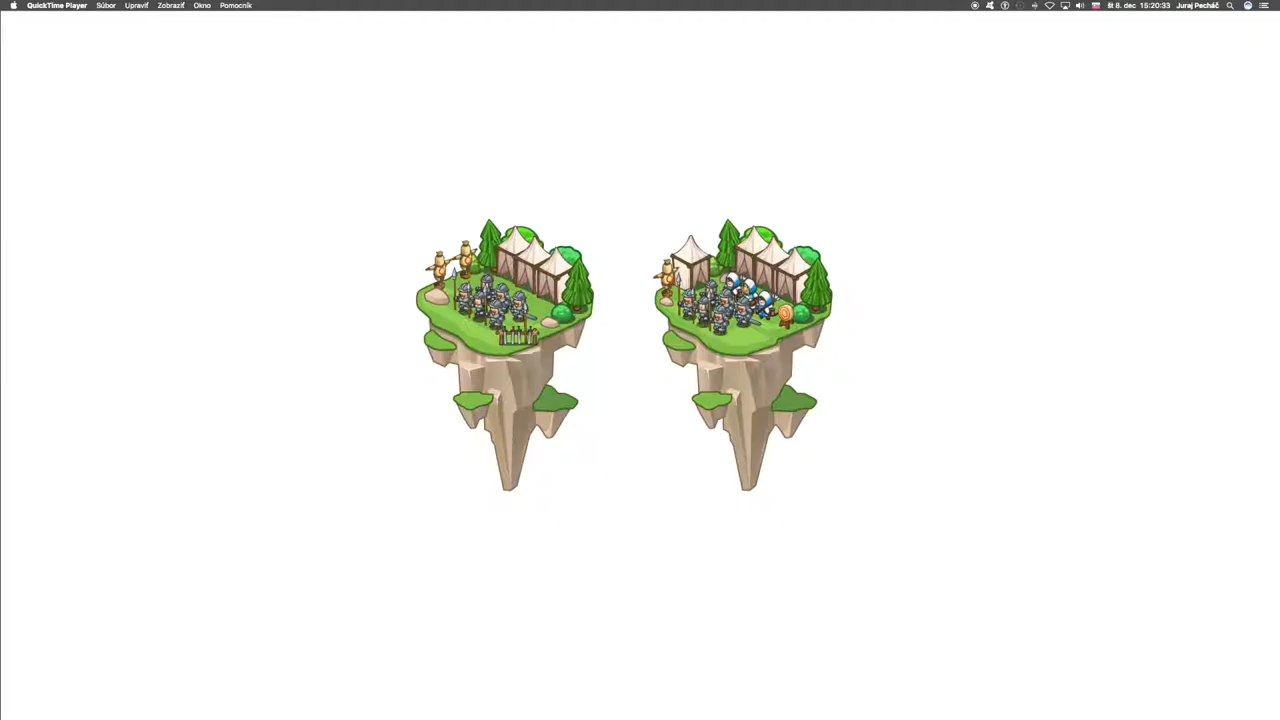 QuickTime Player Súbor Upraviť Zobraziť Okno Pomocník št 8. dec 15:20:33 Juraj Pecháč